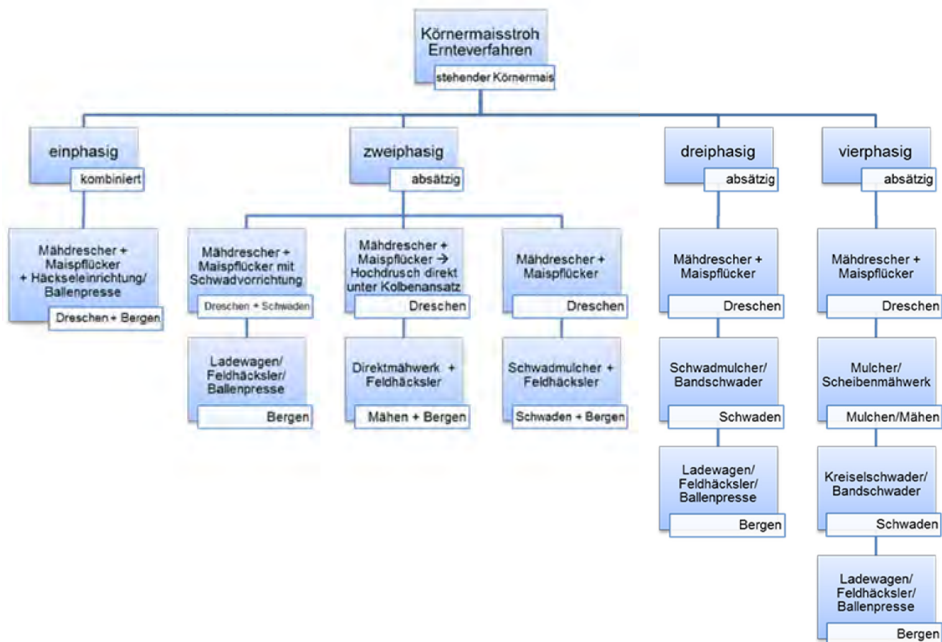 Körnermaisstroh
Ernteverfahren
stehender Körnermais
einphasig
kombiniert
zweiphasig
absätzig
dreiphasig
absätzig
vierphasig
absätzig
Mähdrescher +
Maispflücker
+ Häckseleinrichtung/
Ballenpresse
Dreschen + Bergen
Mähdrescher +
Maispflücker mit
Schwadvorrichtung
Dreschen + Schwaden
Ladewagen/
Feldhäcksler/
Ballenpresse
Bergen
Mähdrescher +
Maispflücker →
Hochdrusch direkt
unter Kolbenansatz
Dreschen
Direktmähwerk +
Feldhäcksler
Mähen + Bergen
Mähdrescher +
Maispflücker
Dreschen
Schwadmulcher +
Feldhäcksler
Schwaden + Bergen
Mähdrescher +
Maispflücker
Dreschen
Schwadmulcher/
Bandschwader
Schwaden
Ladewagen/
Feldhäcksler/
Ballenpresse
Bergen
Mähdrescher +
Maispflücker
Dreschen
Mulcher/
Scheibenmähwerk
Mulchen/Mähen
Kreiselschwader/
Bandschwader
Schwaden
Ladewagen/
Feldhäcksler/
Ballenpresse
Bergen